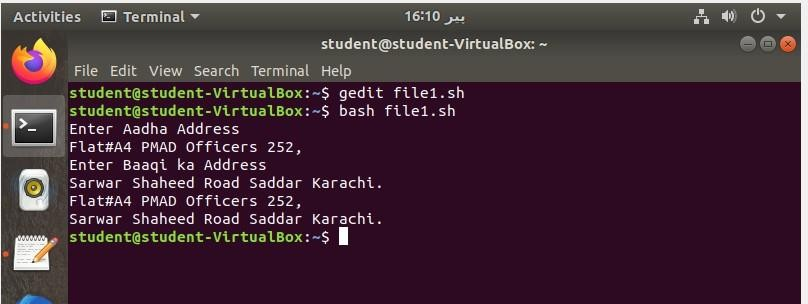 Activities Terminal 16:10 پیر
student@student-VirtualBox: ~
File Edit View Search Terminal Help
student@student-VirtualBox:~$ gedit file1.sh
student@student-VirtualBox:~$ bash file1.sh
Enter Aadha Address
Flat#A4 PMAD Officers 252,
Enter Baaqi ka Address
Sarwar Shaheed Road Saddar Karachi.
Flat#A4 PMAD Officers 252,
Sarwar Shaheed Road Saddar Karachi.
student@student-VirtualBox:~$